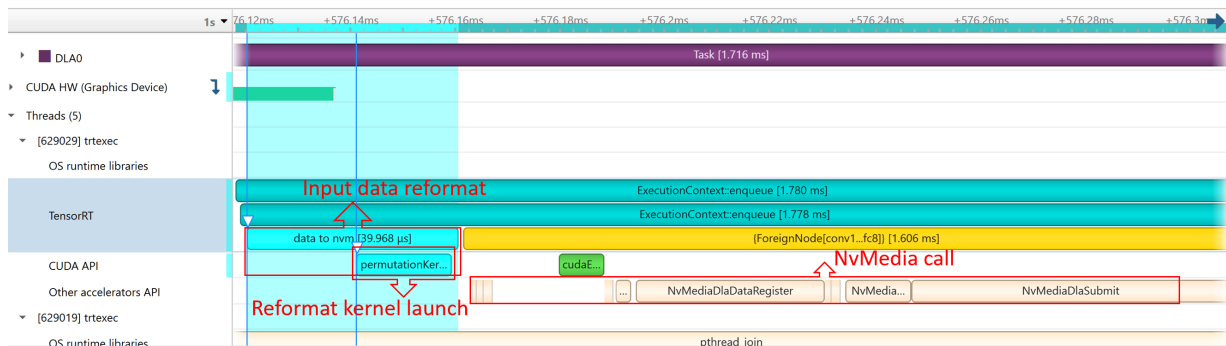 1s 76.12ms +576.14ms +576.16ms +576.18ms +576.2ms +576.22ms +576.24ms +576.26ms +576.28ms +576.3m
DLA0 Task [1.716 ms]
CUDA HW (Graphics Device)
Threads (5)
[629029] trtexec
OS runtime libraries
Input data reformat
ExecutionContext::enqueue [1.780 ms]
TensorRT
ExecutionContext::enqueue [1.778 ms]
data to nvm [39.968 μs] {ForeignNode[conv1...fc8]} [1.606 ms]
CUDA API permutationKer... cudaE... NvMedia call
Other accelerators API ... NvMediaDlaDataRegister NvMedia... NvMediaDlaSubmit
Reformat kernel launch
[629019] trtexec
OS runtime libraries pthread_join